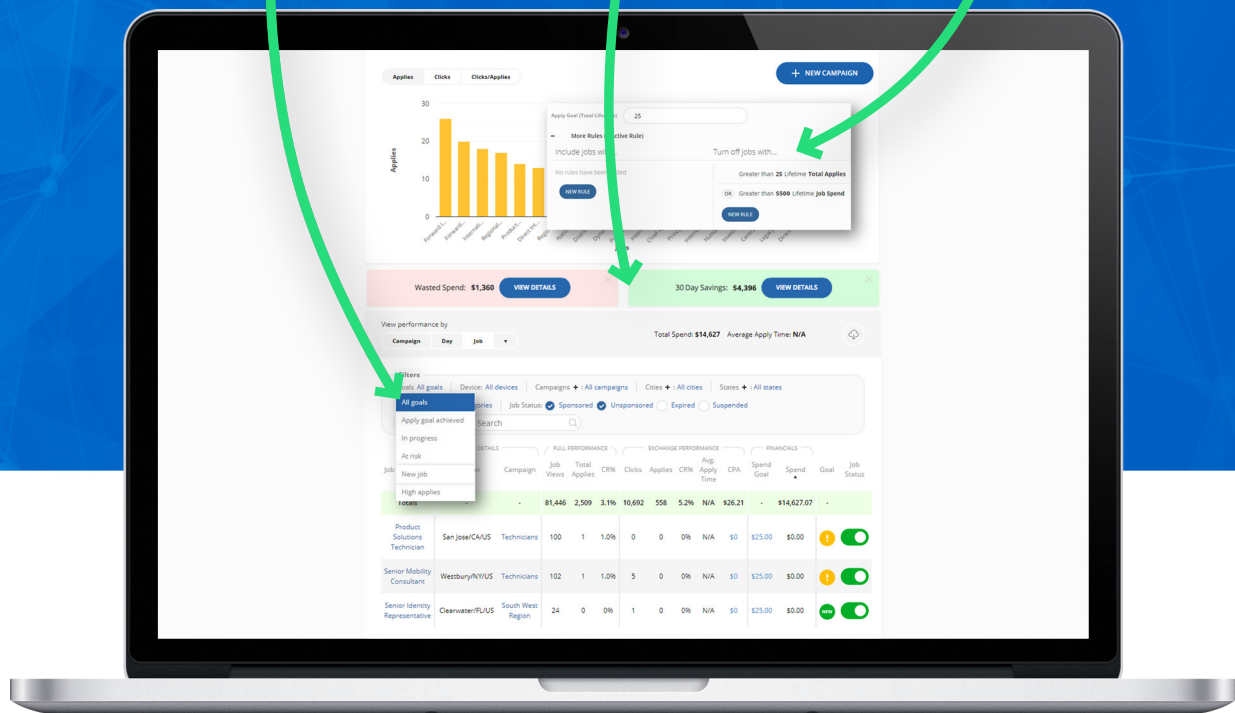 Applies Clicks Clicks/Applies
+ NEW CAMPAIGN
30
20
10
0
Applies
Apply Goal (Total
25
More Rules
Include jobs
Turn off jobs with...
No rules have been
NEW RULE
Greater than 25 Lifetime Total Applies
OR Greater than $500 Lifetime Job Spend
NEW RULE
Forward I... Forward... Internati... Regional... Product... Direct Int...
Wasted Spend: $1,360 VIEW DETAILS
30 Day Savings: $4,396 VIEW DETAILS
View performance by
Campaign Day Job
Total Spend: $14,627 Average Apply Time: N/A
Filters
All goals Device: All devices Campaigns + : All campaigns Cities + : All cities States + : All states
Job Status: Sponsored Unsponsored Expired Suspended
Search
All goals
Apply goal achieved
In progress
At risk
New job
High applies
DETAILS FULL PERFORMANCE EXCHANGE PERFORMANCE FINANCIALS
Campaign Job Views Total Applies CR% Clicks Applies CR% Avg. Apply Time CPA Spend Goal Spend Goal Job Status
Totals - - 81,446 2,509 3.1% 10,692 558 5.2% N/A $26.21 - $14,627.07 -
Product Solutions Technician San Jose/CA/US Technicians 100 1 1.0% 0 0 0% N/A $0 $25.00 $0.00 !
Senior Mobility Consultant Westbury/NY/US Technicians 102 1 1.0% 5 0 0% N/A $0 $25.00 $0.00 !
Senior Identity Representative Clearwater/FL/US South West Region 24 0 0% 1 0 0% N/A $0 $25.00 $0.00 NEW